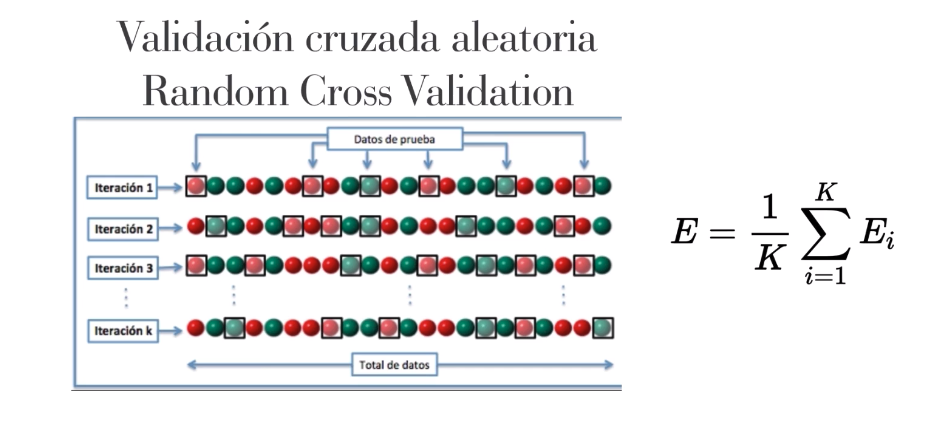 Validación cruzada aleatoria
Random Cross Validation
Datos de prueba
Iteración 1
Iteración 2
Iteración 3
Iteración k
Total de datos
E = \frac{1}{K} \sum_{i=1}^{K} E_i